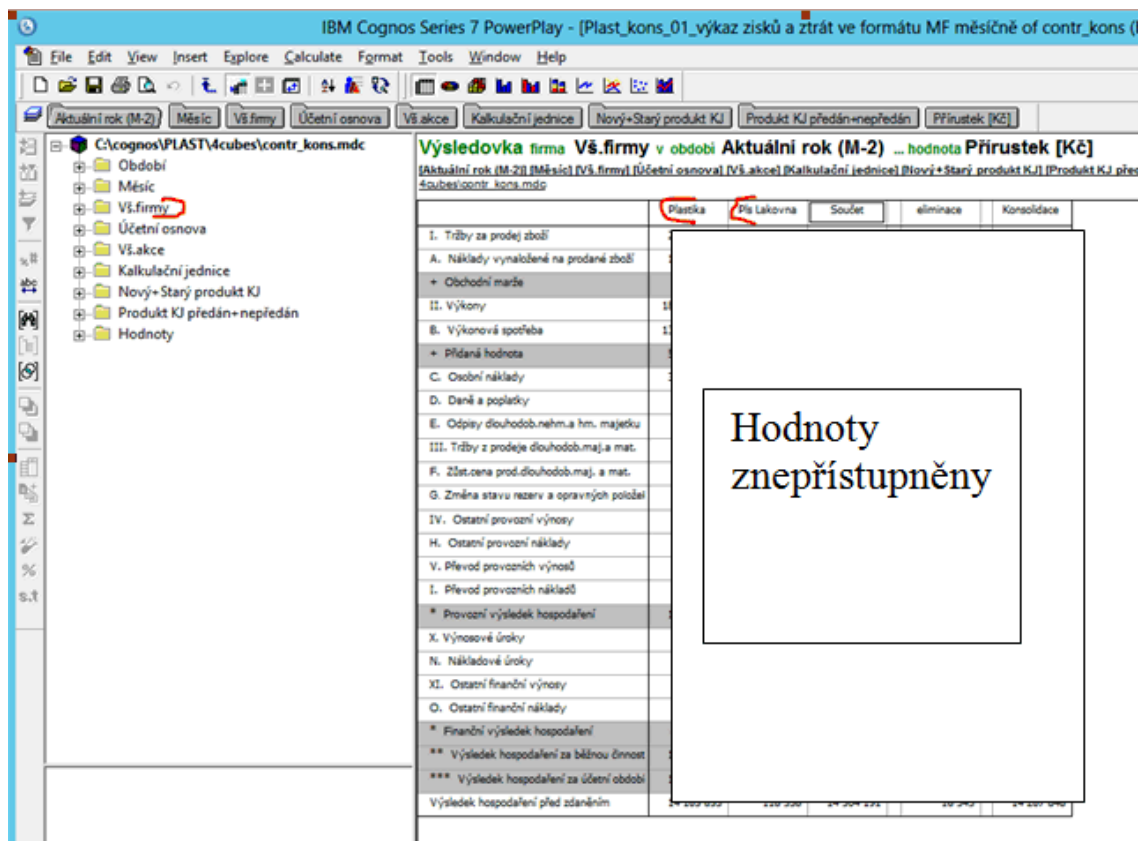 IBM Cognos Series 7 PowerPlay - [Plast_kons_01_výkaz zisků a ztrát ve formátu MF měsíčně of contr_kons (
File Edit View Insert Explore Calculate Format Tools Window Help
Aktuální rok (M-2) Měsíc Vš.firmy Účetní osnova Vš.akce Kalkulační jednice Nový+Starý produkt KJ Produkt KJ předán+nepředán Přírustek [Kč]
C:\cognos\PLAST\4cubes\contr_kons.mdc
Období
Měsíc
Vš.firmy
Účetní osnova
Vš.akce
Kalkulační jednice
Nový+Starý produkt KJ
Produkt KJ předán+nepředán
Hodnoty
Výsledovka firma Vš.firmy v období Aktuální rok (M-2) ... hodnota Přírustek [Kč]
[Aktuální rok (M-2)] [Měsíc] [Vš.firmy] [Účetní osnova] [Vš.akce] [Kalkulační jednice] [Nový+Starý produkt KJ] [Produkt KJ před
4cubes\contr_kons.mdc
Plastika Pls Lakovna Součet eliminace Konsolidace
I. Tržby za prodej zboží
A. Náklady vynaložené na prodané zboží
+ Obchodní marže
II. Výkony
B. Výkonová spotřeba
+ Přidaná hodnota
C. Osobní náklady
D. Daně a poplatky
E. Odpisy dlouhodob.nehm.a hm. majetku
III. Tržby z prodeje dlouhodob.maj.a mat.
F. Zůst.cena prod.dlouhodob.maj. a mat.
G. Změna stavu rezerv a opravných položel
IV. Ostatní provozní výnosy
H. Ostatní provozní náklady
V. Převod provozních výnosů
I. Převod provozních nákladů
* Provozní výsledek hospodaření
X. Výnosové úroky
N. Nákladové úroky
XI. Ostatní finanční výnosy
O. Ostatní finanční náklady
* Finanční výsledek hospodaření
** Výsledek hospodaření za běžnou činnost
*** Výsledek hospodaření za účetní období
Výsledek hospodaření před zdaněním
Hodnoty
znepřístupněny
abc
%
s.t